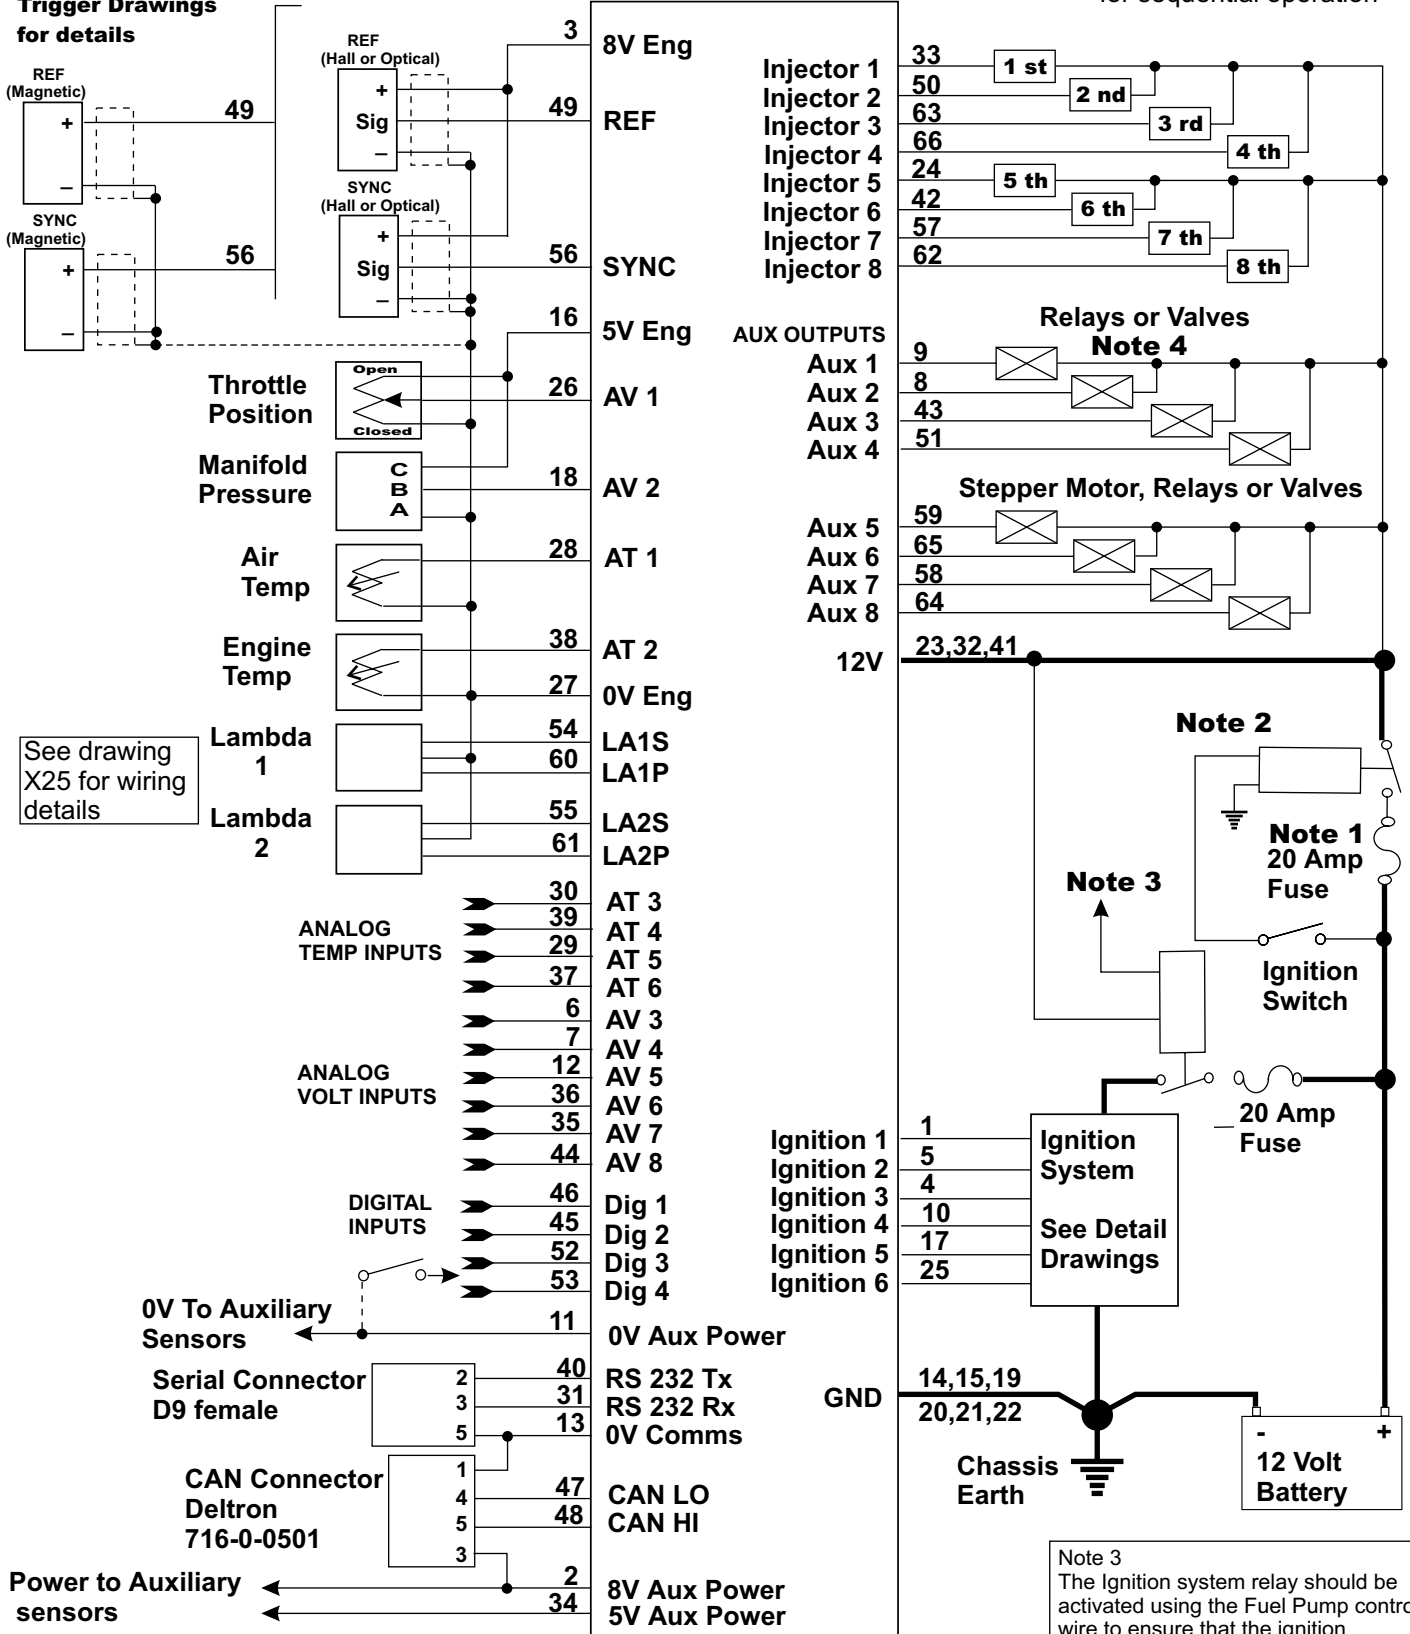 Trigger Drawings
for details
for sequential operation
REF
(Magnetic)
+
–
49
SYNC
(Magnetic)
+
–
56
REF
(Hall or Optical)
+
Sig
–
SYNC
(Hall or Optical)
+
Sig
–
3
8V Eng
49
REF
56
SYNC
16
5V Eng
Throttle
Position
Open
Closed
26
AV 1
Manifold
Pressure
C
B
A
18
AV 2
Air
Temp
28
AT 1
Engine
Temp
38
AT 2
27
0V Eng
See drawing
X25 for wiring
details
Lambda
1
54
LA1S
60
LA1P
Lambda
2
55
LA2S
61
LA2P
ANALOG
TEMP INPUTS
30
AT 3
39
AT 4
29
AT 5
37
AT 6
ANALOG
VOLT INPUTS
6
AV 3
7
AV 4
12
AV 5
36
AV 6
35
AV 7
44
AV 8
DIGITAL
INPUTS
46
Dig 1
45
Dig 2
52
Dig 3
53
Dig 4
0V To Auxiliary
Sensors
11
0V Aux Power
Serial Connector
D9 female
2
3
5
40
RS 232 Tx
31
RS 232 Rx
13
0V Comms
CAN Connector
Deltron
716-0-0501
1
4
5
3
47
CAN LO
48
CAN HI
Power to Auxiliary
sensors
2
8V Aux Power
34
5V Aux Power
Injector 1
33
1 st
Injector 2
50
2 nd
Injector 3
63
3 rd
Injector 4
66
4 th
Injector 5
24
5 th
Injector 6
42
6 th
Injector 7
57
7 th
Injector 8
62
8 th
Relays or Valves
Note 4
AUX OUTPUTS
Aux 1
9
Aux 2
8
Aux 3
43
Aux 4
51
Stepper Motor, Relays or Valves
Aux 5
59
Aux 6
65
Aux 7
58
Aux 8
64
12V
23,32,41
Note 2
Note 1
20 Amp
Fuse
Note 3
Ignition
Switch
20 Amp
Fuse
Ignition 1
1
Ignition 2
5
Ignition 3
4
Ignition 4
10
Ignition 5
17
Ignition 6
25
Ignition
System
See Detail
Drawings
GND
14,15,19
20,21,22
Chassis
Earth
-
+
12 Volt
Battery
Note 3
The Ignition system relay should be
activated using the Fuel Pump contro
wire to ensure that the ignition